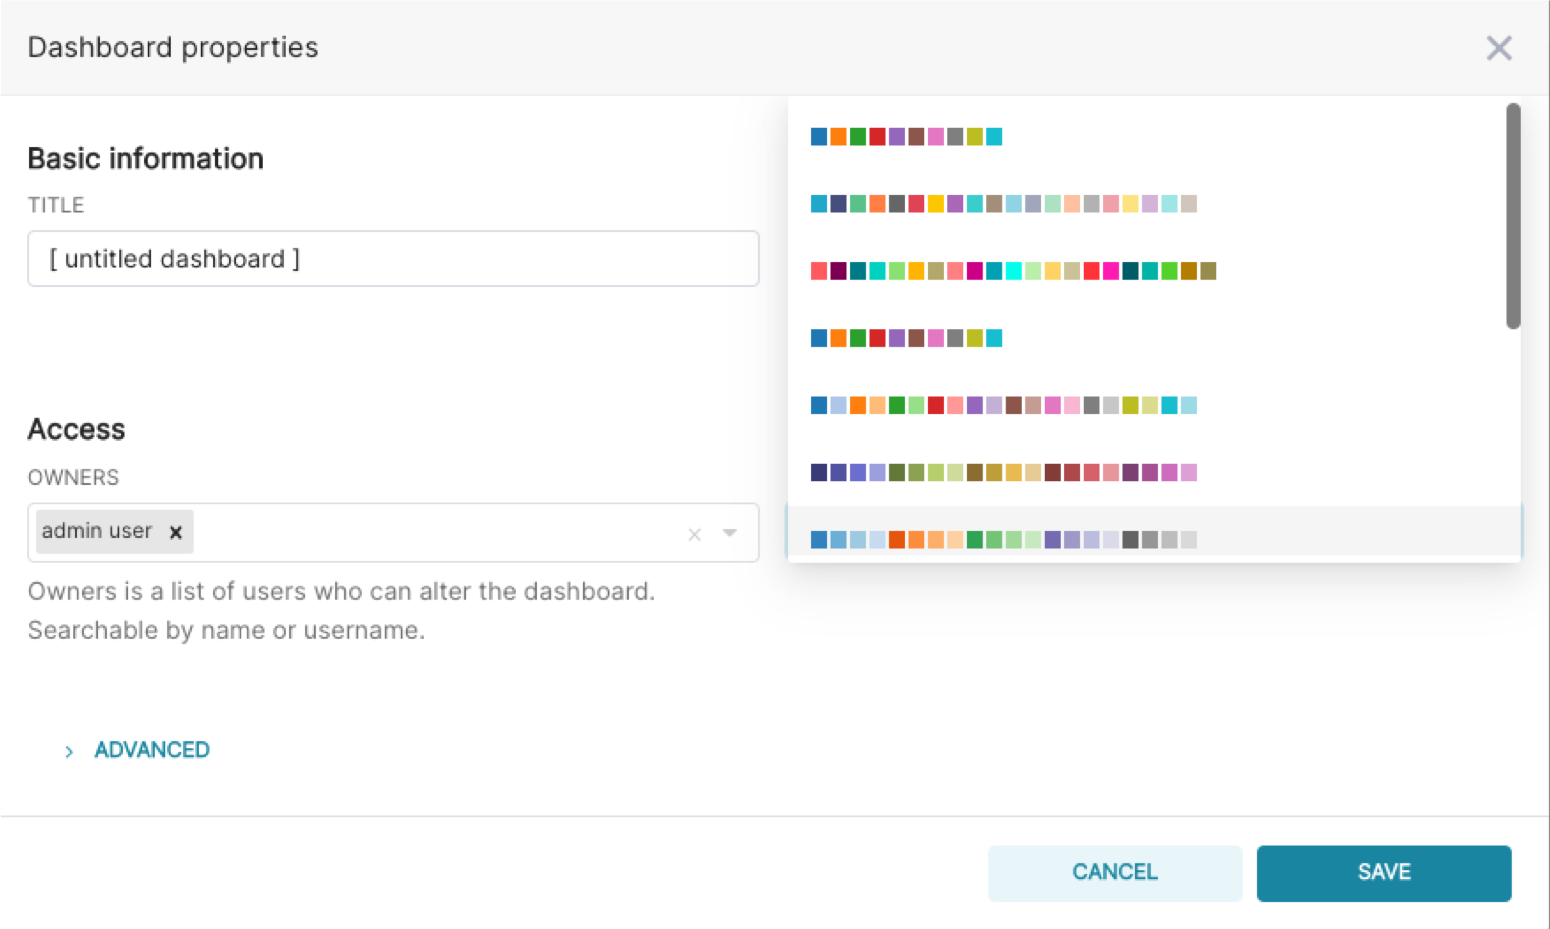 Dashboard properties
Basic information
TITLE
[ untitled dashboard ]
Access
OWNERS
admin user
Owners is a list of users who can alter the dashboard.
Searchable by name or username.
ADVANCED
CANCEL
SAVE